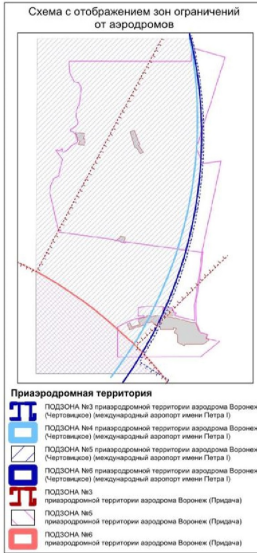 Схема с отображением зон ограничений
от аэродромов
Приаэродромная территория
ПОДЗОНА №3 приаэродромной территории аэродрома Воронеж
(Чертовицкое) (международный аэропорт имени Петра I)
ПОДЗОНА №4 приаэродромной территории аэродрома Воронеж
(Чертовицкое) (международный аэропорт имени Петра I)
ПОДЗОНА №5 приаэродромной территории аэродрома Воронеж
(Чертовицкое) (международный аэропорт имени Петра I)
ПОДЗОНА №6 приаэродромной территории аэродрома Воронеж
(Чертовицкое) (международный аэропорт имени Петра I)
ПОДЗОНА №3
приаэродромной территории аэродрома Воронеж (Придача)
ПОДЗОНА №5
приаэродромной территории аэродрома Воронеж (Придача)
ПОДЗОНА №6
приаэродромной территории аэродрома Воронеж (Придача)